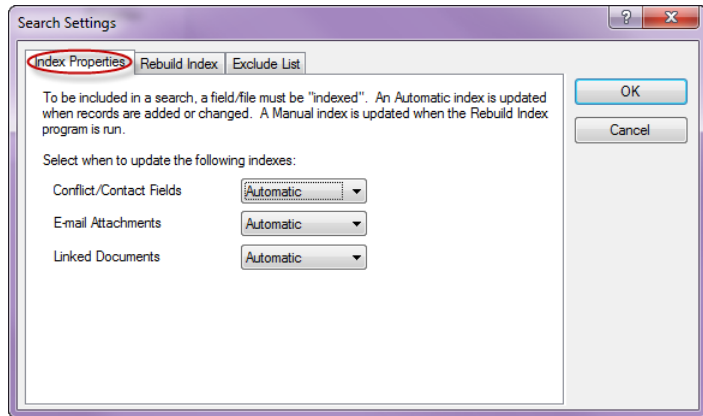 Search Settings
? X
Index Properties Rebuild Index Exclude List
To be included in a search, a field/file must be "indexed". An Automatic index is updated
when records are added or changed. A Manual index is updated when the Rebuild Index
program is run.
OK
Cancel
Select when to update the following indexes:
Conflict/Contact Fields Automatic
E-mail Attachments Automatic
Linked Documents Automatic